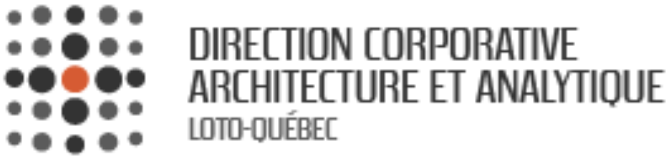 DIRECTION CORPORATIVE
ARCHITECTURE ET ANALYTIQUE
LOTO-QUÉBEC